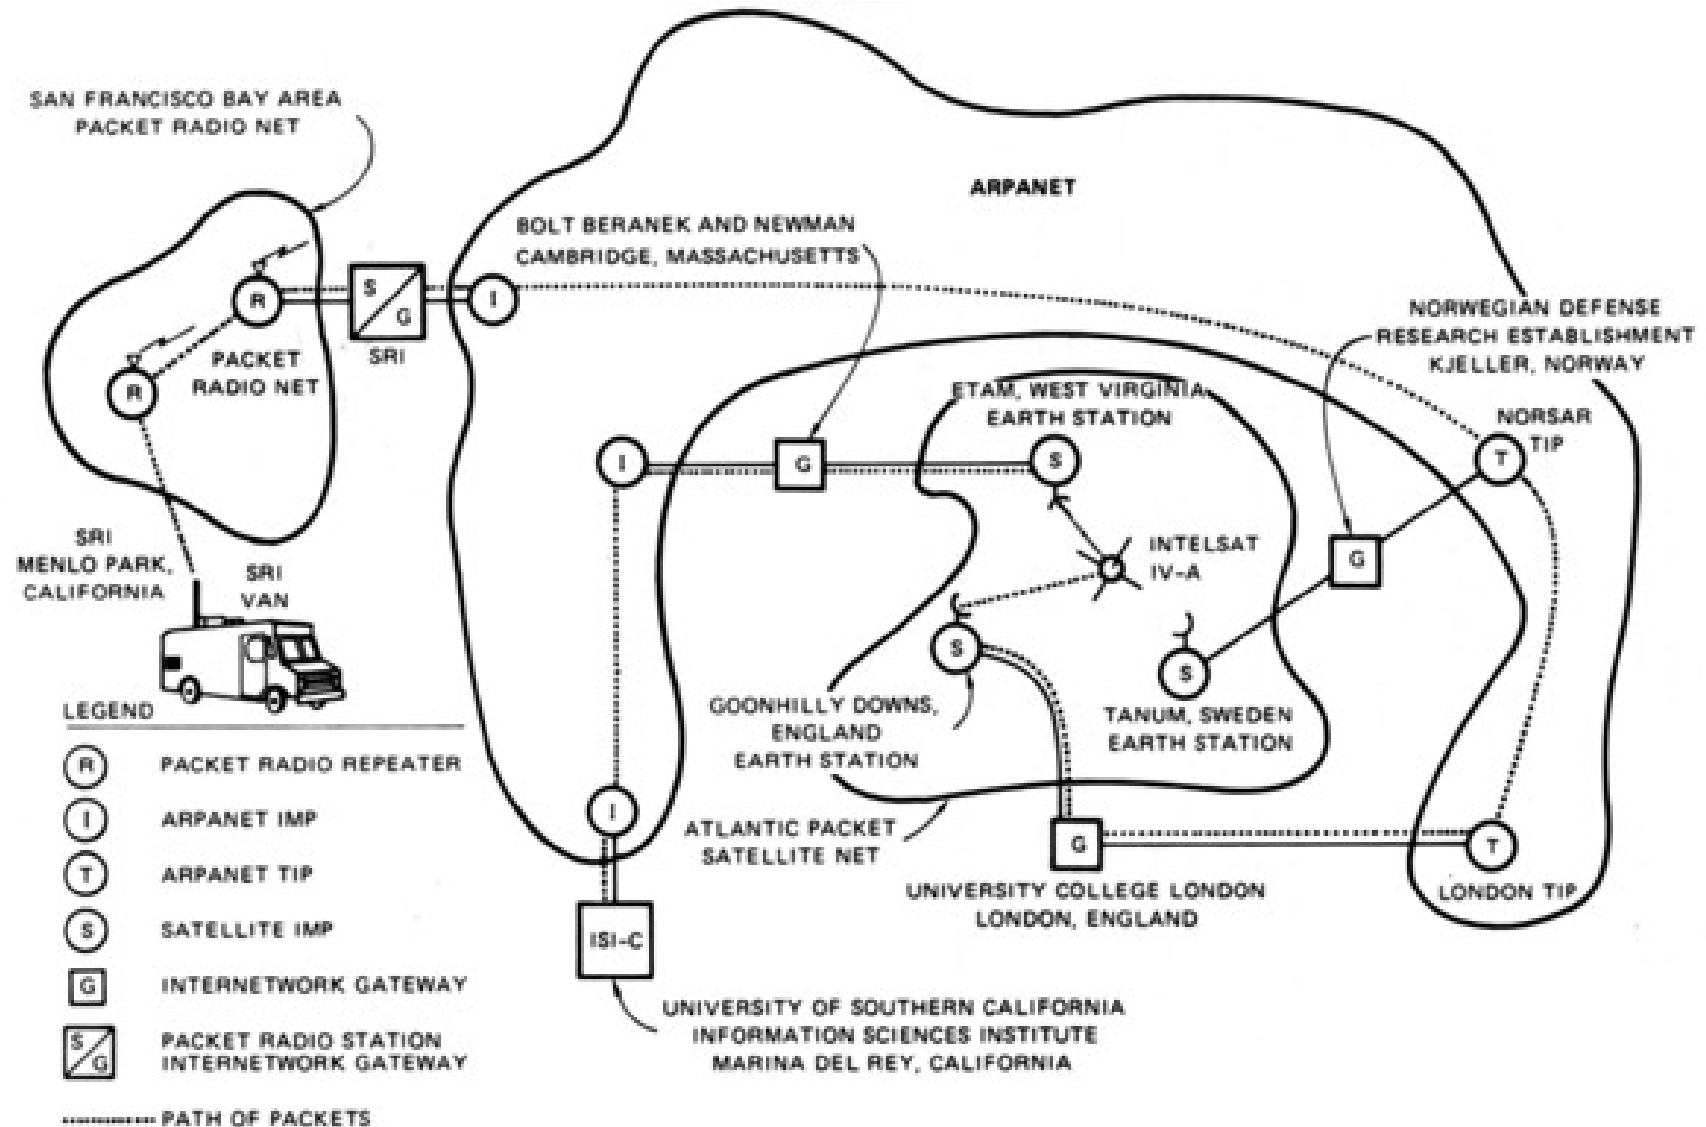 SAN FRANCISCO BAY AREA
PACKET RADIO NET
ARPANET
BOLT BERANEK AND NEWMAN
CAMBRIDGE, MASSACHUSETTS
R
S
G
SRI
I
PACKET
RADIO NET
R
NORWEGIAN DEFENSE
RESEARCH ESTABLISHMENT
KJELLER, NORWAY
ETAM, WEST VIRGINIA
EARTH STATION
NORSAR
TIP
T
I
G
S
SRI
MENLO PARK,
CALIFORNIA
SRI
VAN
INTELSAT
IV-A
G
S
S
GOONHILLY DOWNS,
ENGLAND
EARTH STATION
TANUM, SWEDEN
EARTH STATION
I
ATLANTIC PACKET
SATELLITE NET
G
T
UNIVERSITY COLLEGE LONDON
LONDON, ENGLAND
LONDON TIP
ISI-C
UNIVERSITY OF SOUTHERN CALIFORNIA
INFORMATION SCIENCES INSTITUTE
MARINA DEL REY, CALIFORNIA
LEGEND
R PACKET RADIO REPEATER
I ARPANET IMP
T ARPANET TIP
S SATELLITE IMP
G INTERNETWORK GATEWAY
S PACKET RADIO STATION
G INTERNETWORK GATEWAY
PATH OF PACKETS